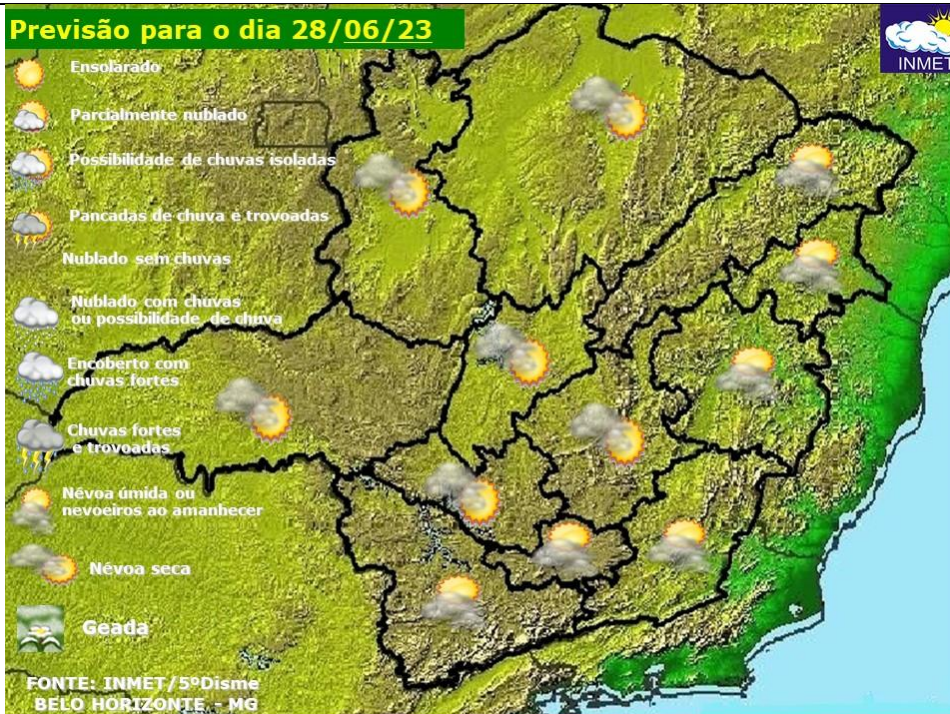 Previsão para o dia 28/06/23
INMET
Ensolarado
Parcialmente nublado
Possibilidade de chuvas isoladas
Pancadas de chuva e trovoadas
Nublado sem chuvas
Nublado com chuvas
ou possibilidade de chuva
Encoberto com
chuvas fortes
Chuvas fortes
e trovoadas
Névoa úmida ou
nevoeiros ao amanhecer
Névoa seca
Geada
FONTE: INMET/5ºDisme
BELO HORIZONTE - MG